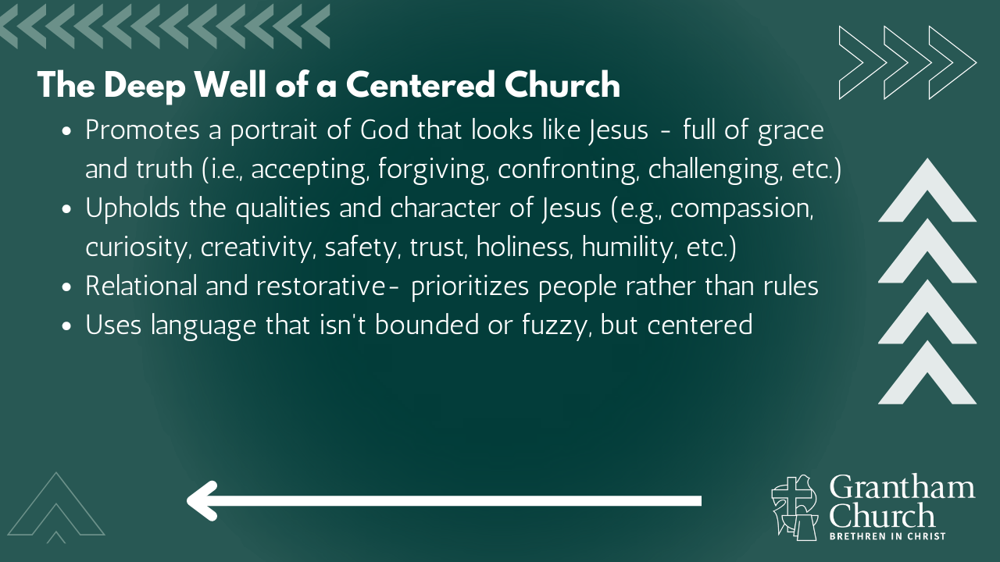 The Deep Well of a Centered Church
• Promotes a portrait of God that looks like Jesus - full of grace
and truth (i.e., accepting, forgiving, confronting, challenging, etc.)
• Upholds the qualities and character of Jesus (e.g., compassion,
curiosity, creativity, safety, trust, holiness, humility, etc.)
• Relational and restorative- prioritizes people rather than rules
• Uses language that isn't bounded or fuzzy, but centered
Grantham
Church
BRETHREN IN CHRIST